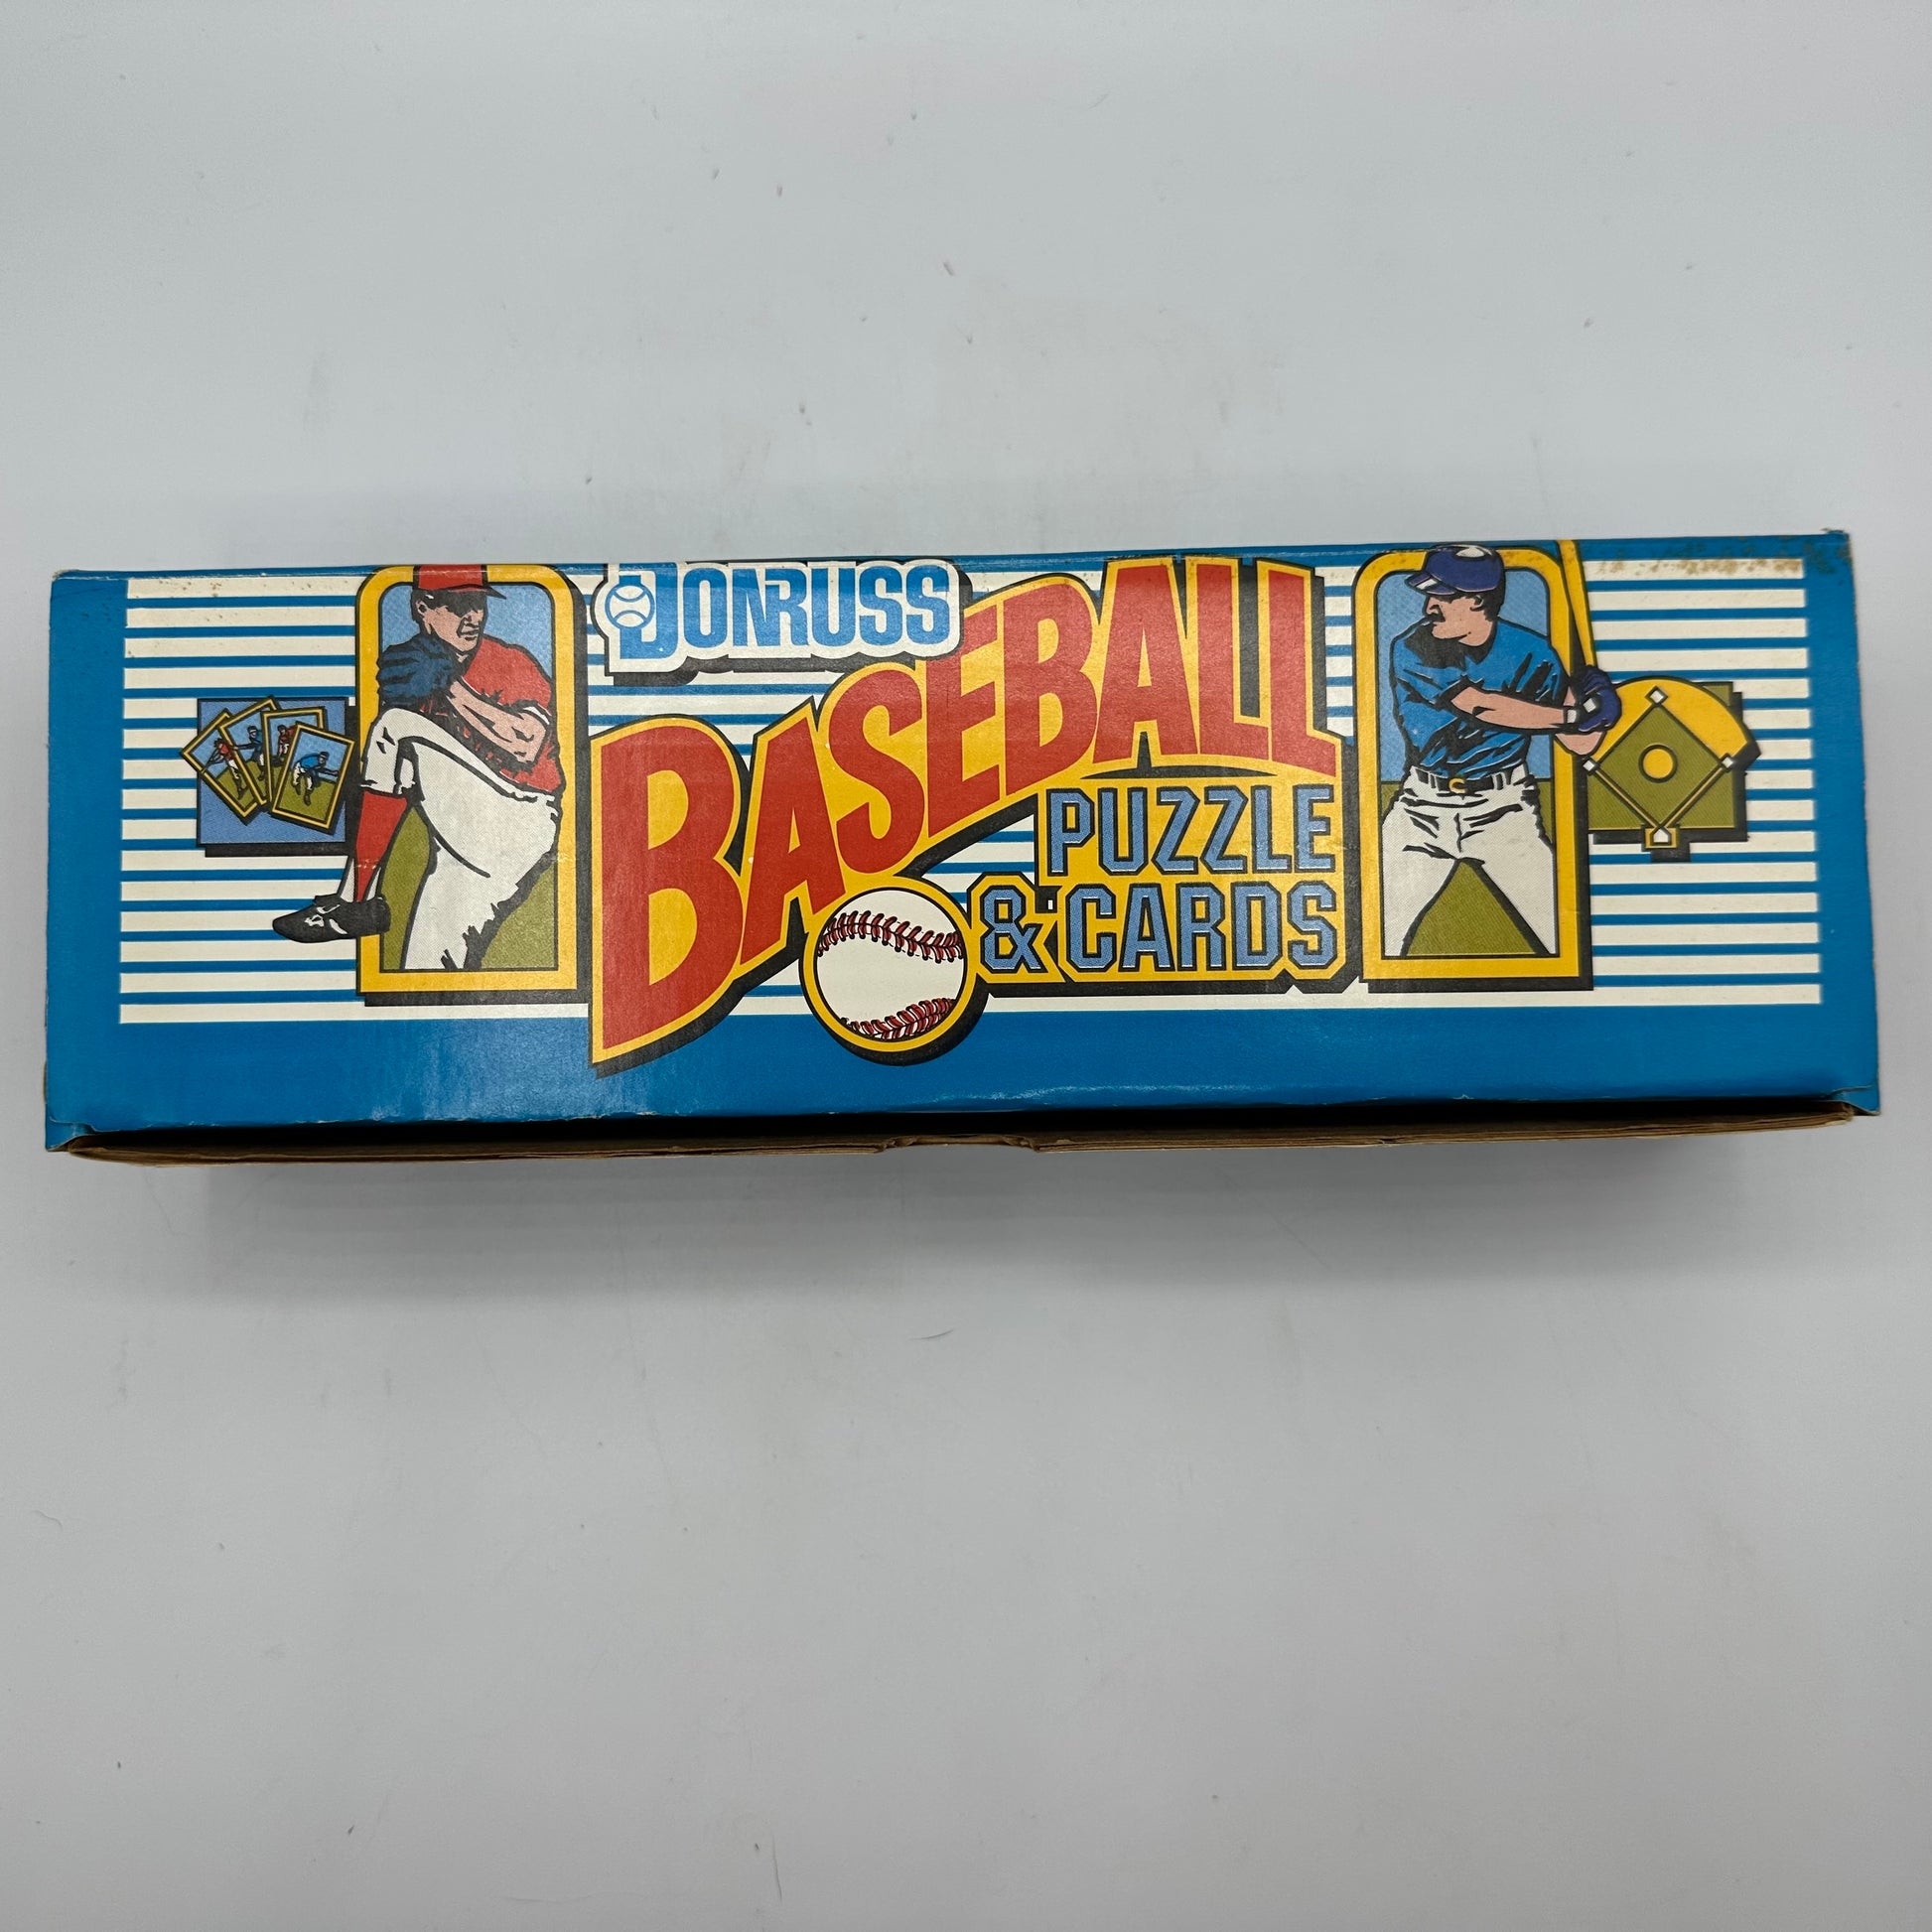 DONRUSS
BASEBALL
PUZZLE
& CARDS